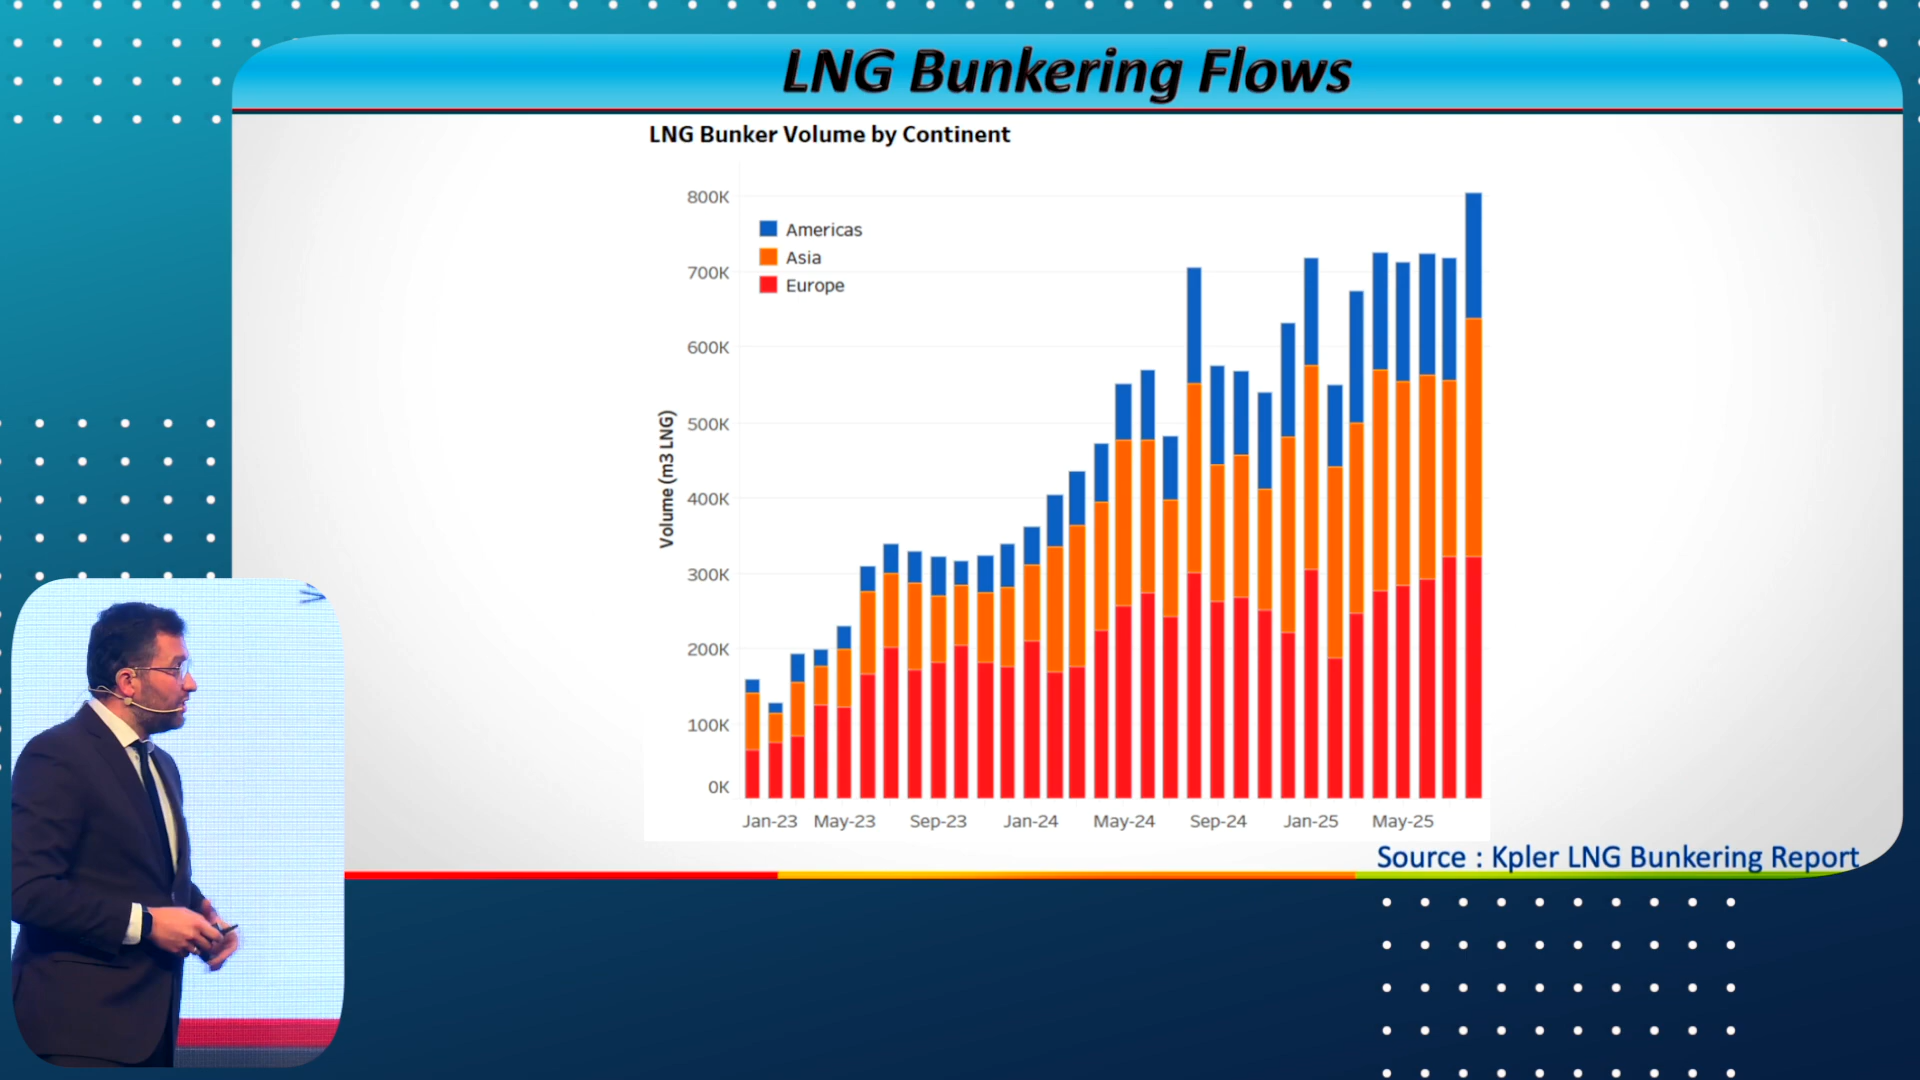 LNG Bunkering Flows
LNG Bunker Volume by Continent
800K
700K
600K
500K
400K
300K
200K
100K
0K
Volume (m3 LNG)
Americas
Asia
Europe
Jan-23 May-23 Sep-23 Jan-24 May-24 Sep-24 Jan-25 May-25
Source : Kpler LNG Bunkering Report